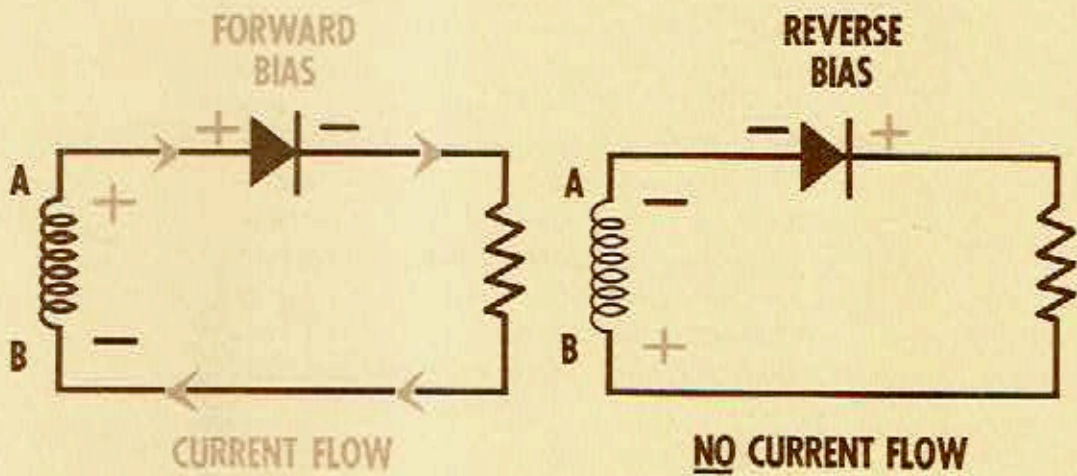 FORWARD
BIAS
+
−
A
+
B
−
CURRENT FLOW
REVERSE
BIAS
−
+
A
−
B
+
NO CURRENT FLOW